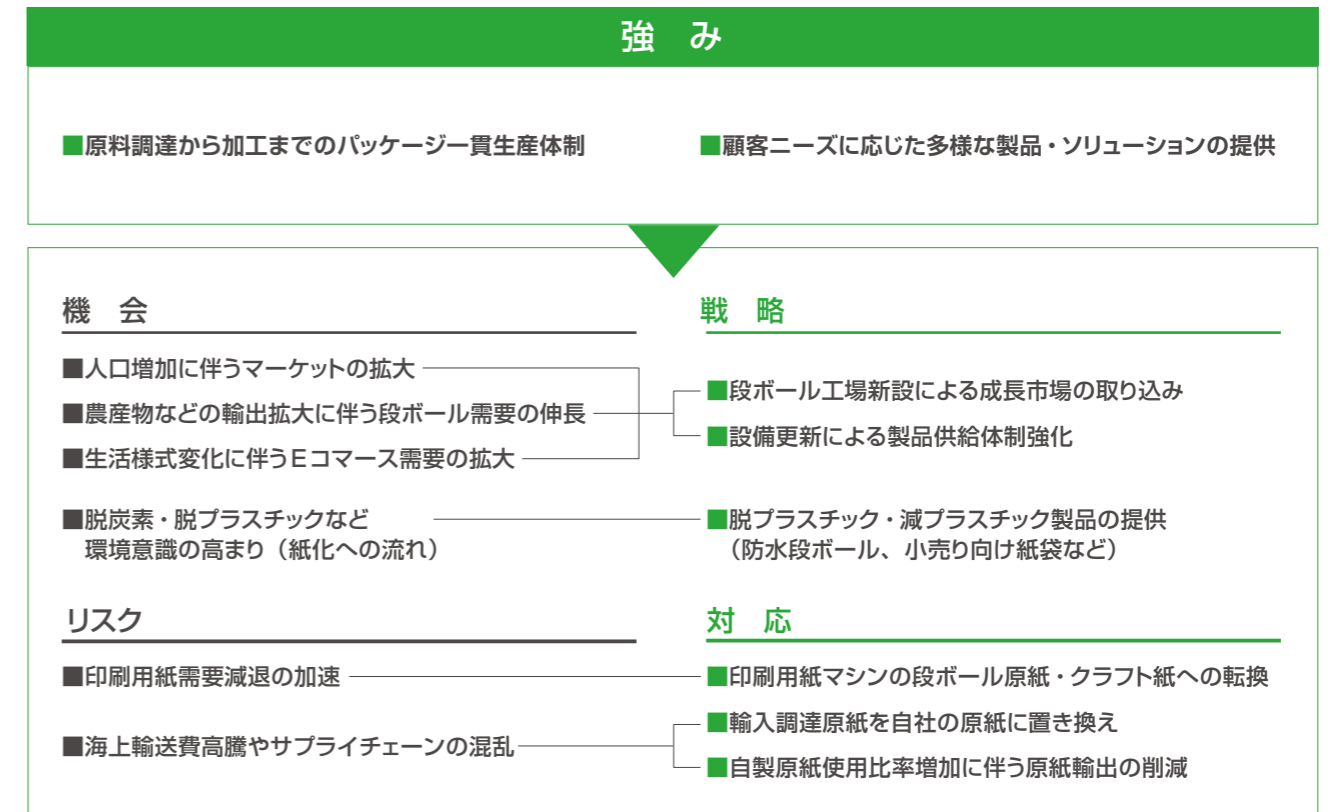 強　み
■原料調達から加工までのパッケージ一貫生産体制
■顧客ニーズに応じた多様な製品・ソリューションの提供
機　会
■人口増加に伴うマーケットの拡大
■農産物などの輸出拡大に伴う段ボール需要の伸長
■生活様式変化に伴うEコマース需要の拡大
■脱炭素・脱プラスチックなど
環境意識の高まり（紙化への流れ）
戦　略
■段ボール工場新設による成長市場の取り込み
■設備更新による製品供給体制強化
■脱プラスチック・減プラスチック製品の提供
（防水段ボール、小売り向け紙袋など）
リスク
■印刷用紙需要減退の加速
■海上輸送費高騰やサプライチェーンの混乱
対　応
■印刷用紙マシンの段ボール原紙・クラフト紙への転換
■輸入調達原紙を自社の原紙に置き換え
■自製原紙使用比率増加に伴う原紙輸出の削減